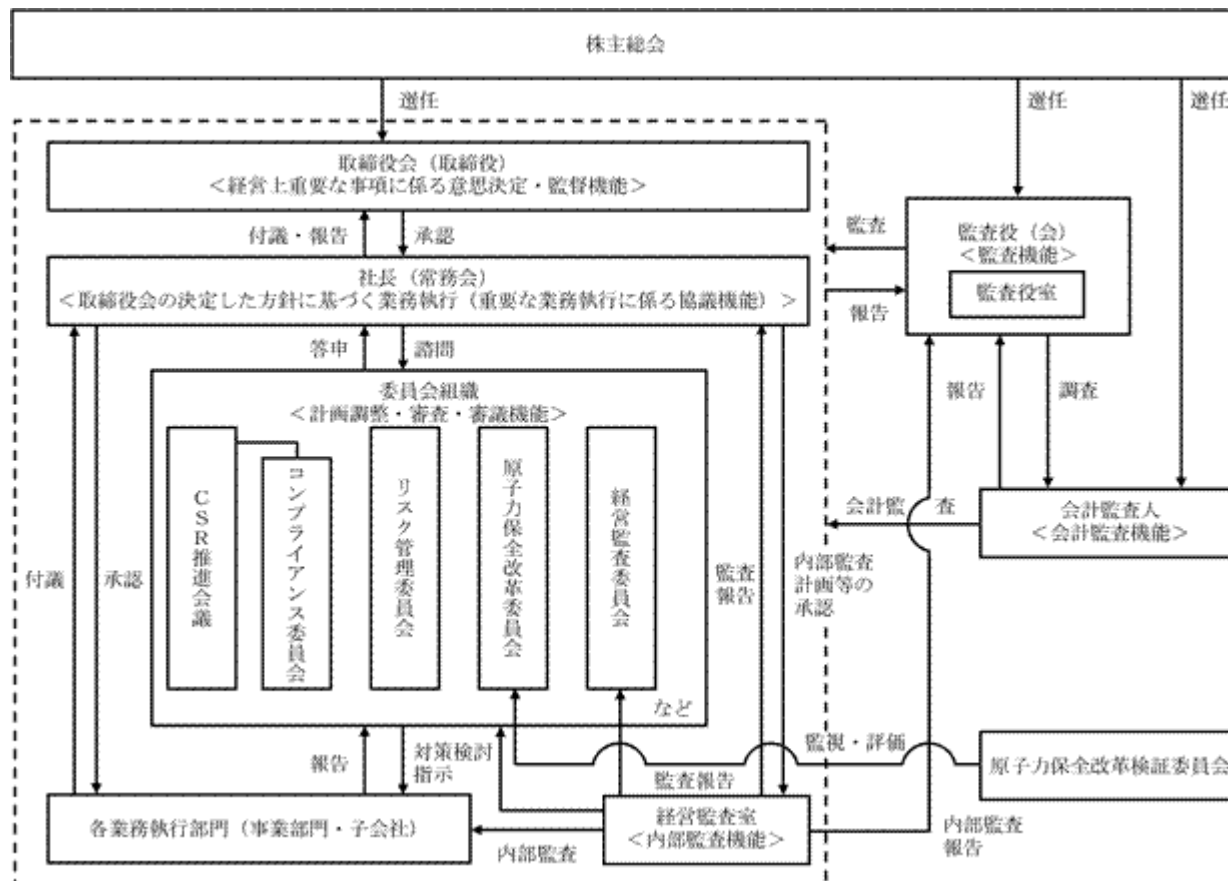 株主総会
選任
選任
選任
取締役会（取締役）
＜経営上重要な事項に係る意思決定・監督機能＞
付議・報告
承認
監査
監査役（会）
＜監査機能＞
監査役室
社長（常務会）
＜取締役会の決定した方針に基づく業務執行（重要な業務執行に係る協議機能）＞
報告
答申
諮問
報告
調査
委員会組織
＜計画調整・審査・審議機能＞
CSR推進会議
コンプライアンス委員会
リスク管理委員会
原子力保全改革委員会
経営監査委員会
など
会計監　査
会計監査人
＜会計監査機能＞
付議
承認
監査
報告
内部監査
計画等の
承認
報告
対策検討
指示
監査報告
監視・評価
原子力保全改革検証委員会
各業務執行部門（事業部門・子会社）
内部監査
経営監査室
＜内部監査機能＞
内部監査
報告